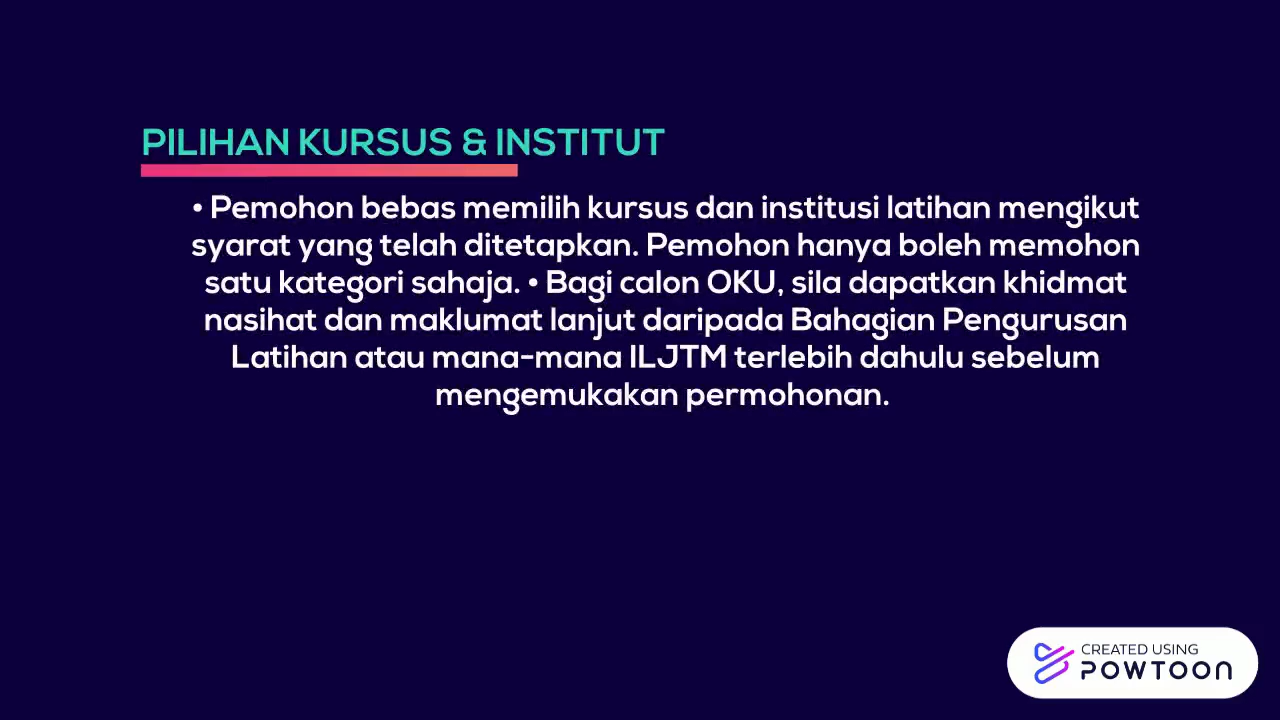 PILIHAN KURSUS & INSTITUT
• Pemohon bebas memilih kursus dan institusi latihan mengikut
syarat yang telah ditetapkan. Pemohon hanya boleh memohon
satu kategori sahaja. • Bagi calon OKU, sila dapatkan khidmat
nasihat dan maklumat lanjut daripada Bahagian Pengurusan
Latihan atau mana-mana ILJTM terlebih dahulu sebelum
mengemukakan permohonan.
CREATED USING
POWTOON